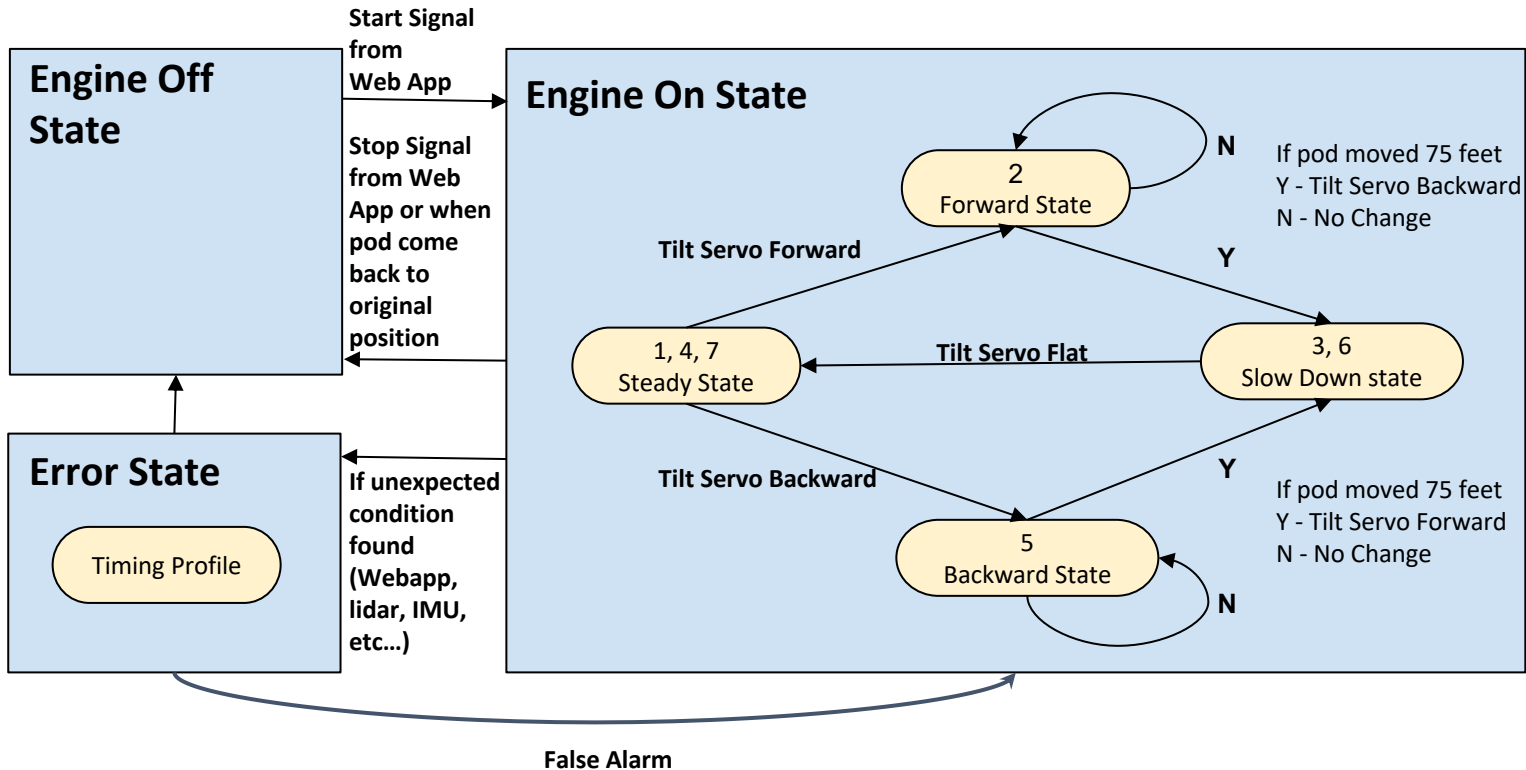 Engine Off
State
Start Signal
from
Web App
Stop Signal
from Web
App or when
pod come
back to
original
position
Engine On State
2
Forward State
N
If pod moved 75 feet
Y - Tilt Servo Backward
N - No Change
Tilt Servo Forward
Y
1, 4, 7
Steady State
Tilt Servo Flat
3, 6
Slow Down state
Tilt Servo Backward
Y
If pod moved 75 feet
Y - Tilt Servo Forward
N - No Change
5
Backward State
N
Error State
Timing Profile
If unexpected
condition
found
(Webapp,
lidar, IMU,
etc...)
False Alarm